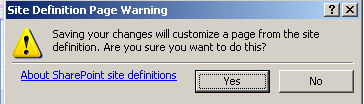 Site Definition Page Warning
Saving your changes will customize a page from the site
definition. Are you sure you want to do this?
About SharePoint site definitions
Yes
No